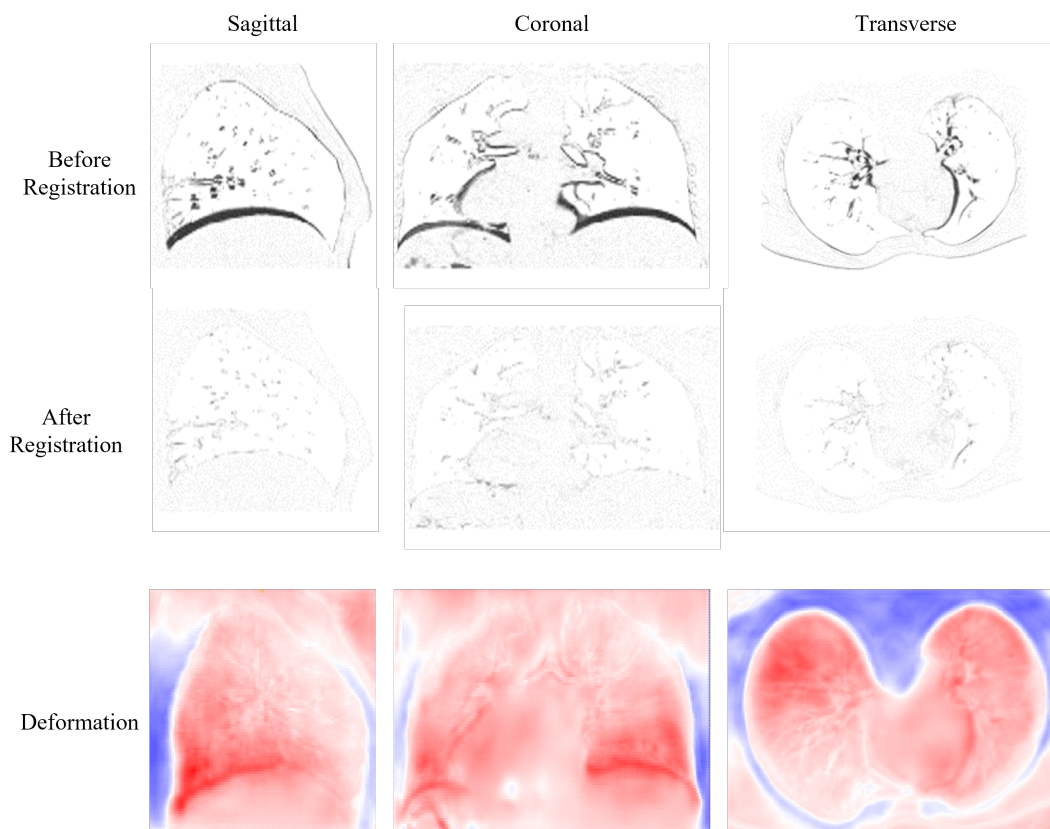 Sagittal
Coronal
Transverse
Before
Registration
After
Registration
Deformation